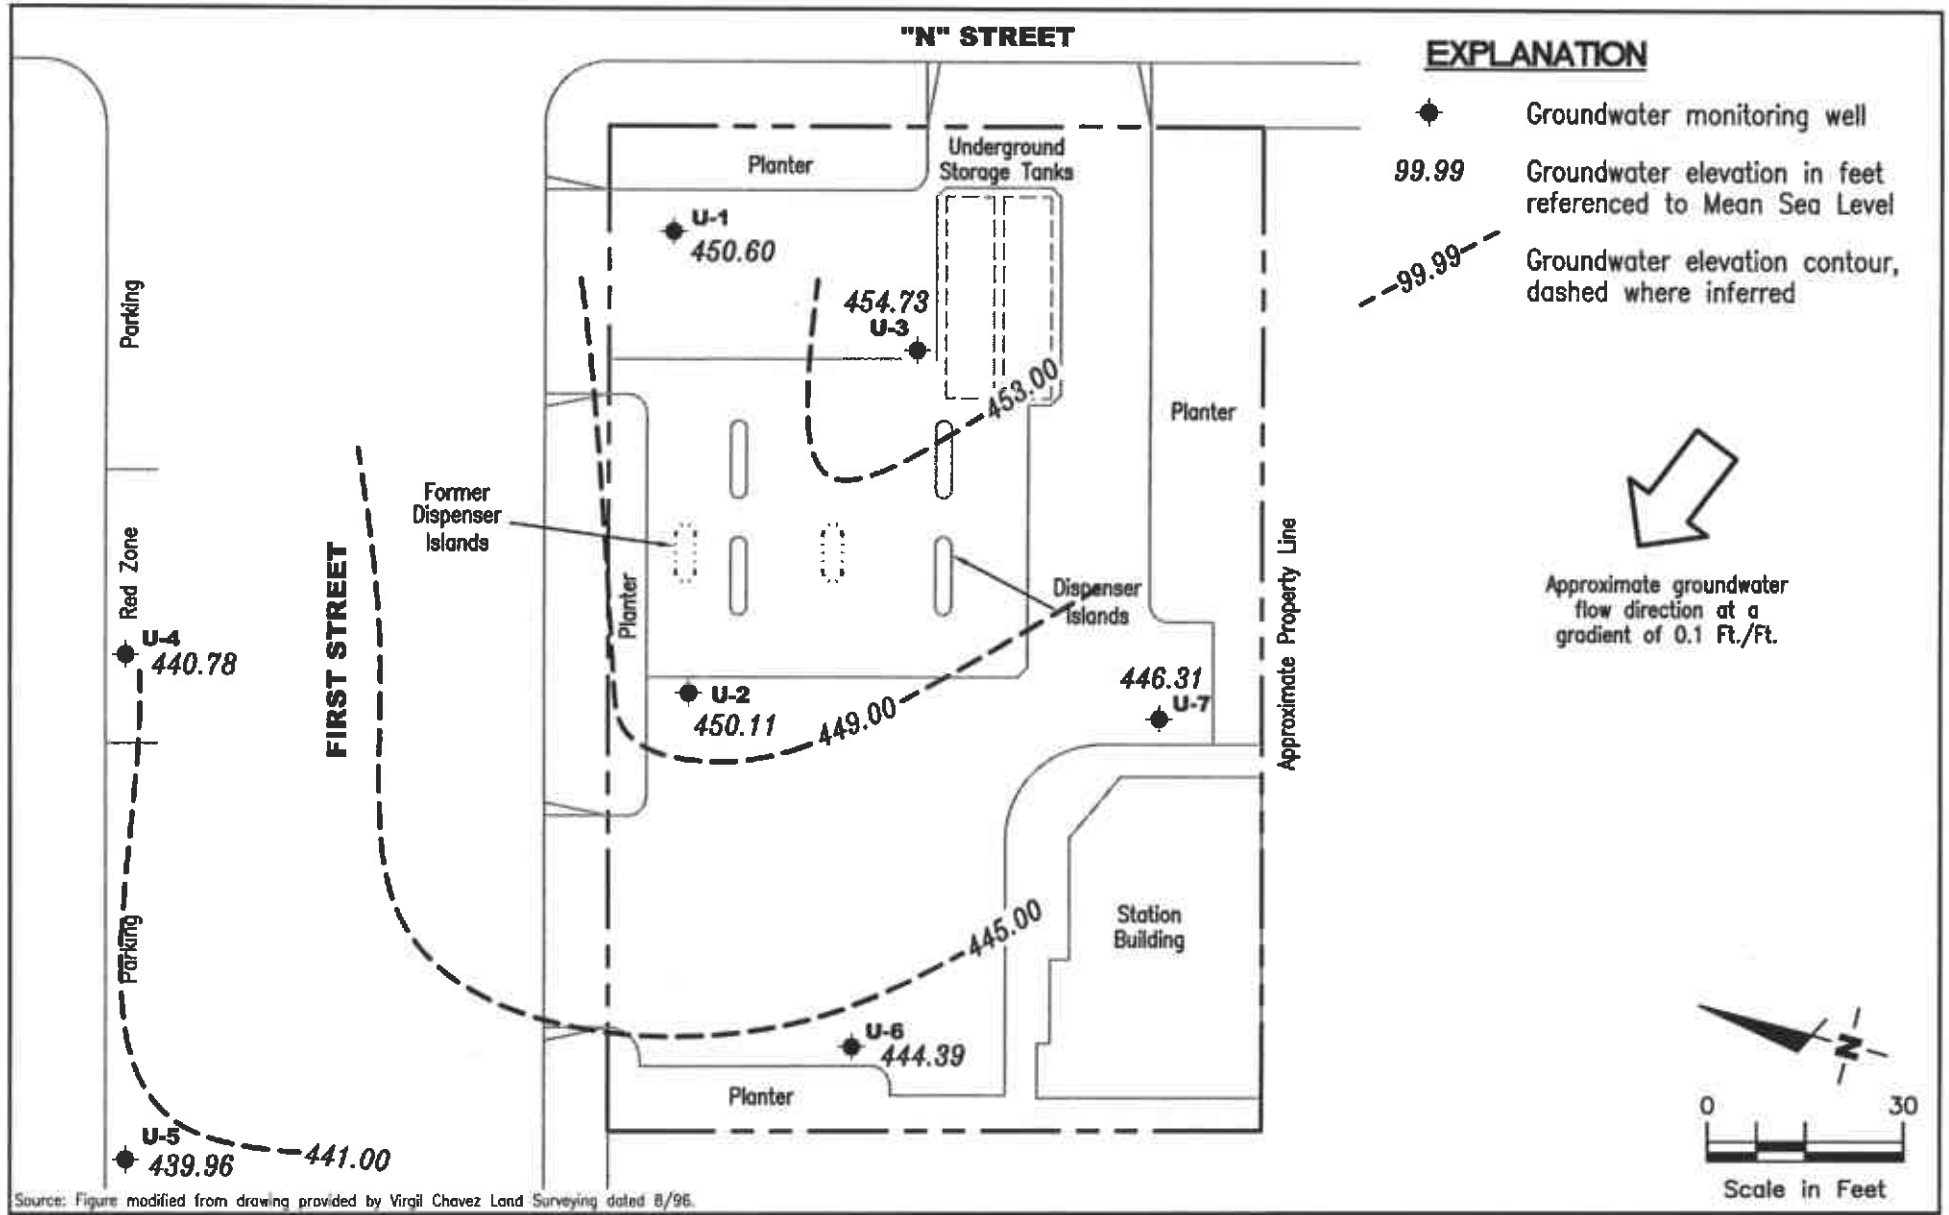 "N" STREET
EXPLANATION
Groundwater monitoring well
99.99
Groundwater elevation in feet
referenced to Mean Sea Level
99.99
Groundwater elevation contour,
dashed where inferred
Planter
Underground
Storage Tanks
U-1
450.60
454.73
U-3
453.00
Planter
Parking
Former
Dispenser
Islands
Red Zone
FIRST STREET
Planter
Dispenser
Islands
Approximate Property Line
Approximate groundwater
flow direction at a
gradient of 0.1 Ft./Ft.
U-4
440.78
U-2
450.11
449.00
446.31
U-7
Parking
445.00
Station
Building
U-6
444.39
Planter
N
U-5
439.96
441.00
0 30
Scale in Feet
Source: Figure modified from drawing provided by Virgil Chavez Land Surveying dated 8/96.